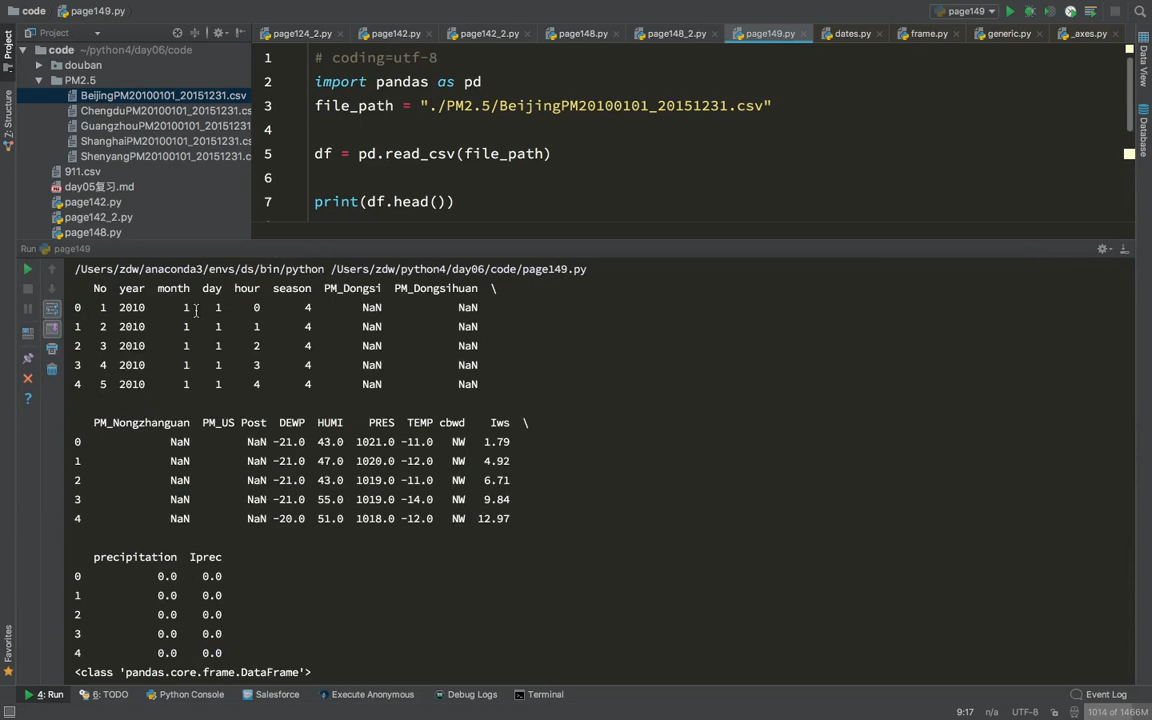 code page149.py
page149
Project
page124_2.py page142.py page142_2.py page148.py page148_2.py page149.py dates.py frame.py generic.py _axes.py
code ~/python4/day06/code
douban
PM2.5
BeijingPM20100101_20151231.csv
ChengduPM20100101_20151231.cs
GuangzhouPM20100101_20151231
ShanghaiPM20100101_20151231.c
ShenyangPM20100101_20151231.c
911.csv
day05复习.md
page142.py
page142_2.py
page148.py
1 # coding=utf-8
2 import pandas as pd
3 file_path = "./PM2.5/BeijingPM20100101_20151231.csv"
4
5 df = pd.read_csv(file_path)
6
7 print(df.head())
1: Project
7: Structure
2: Favorites
Data View
Database
Run page149
/Users/zdw/anaconda3/envs/ds/bin/python /Users/zdw/python4/day06/code/page149.py
No year month day hour season PM_Dongsi PM_Dongsihuan \
0 1 2010 1 1 0 4 NaN NaN
1 2 2010 1 1 1 4 NaN NaN
2 3 2010 1 1 2 4 NaN NaN
3 4 2010 1 1 3 4 NaN NaN
4 5 2010 1 1 4 4 NaN NaN
PM_Nongzhanguan PM_US Post DEWP HUMI PRES TEMP cbwd Iws \
0 NaN NaN -21.0 43.0 1021.0 -11.0 NW 1.79
1 NaN NaN -21.0 47.0 1020.0 -12.0 NW 4.92
2 NaN NaN -21.0 43.0 1019.0 -11.0 NW 6.71
3 NaN NaN -21.0 55.0 1019.0 -14.0 NW 9.84
4 NaN NaN -20.0 51.0 1018.0 -12.0 NW 12.97
precipitation Iprec
0 0.0 0.0
1 0.0 0.0
2 0.0 0.0
3 0.0 0.0
4 0.0 0.0
<class 'pandas.core.frame.DataFrame'>
4: Run 6: TODO Python Console Salesforce Execute Anonymous Debug Logs Terminal Event Log
9:17 n/a UTF-8 1014 of 1466M